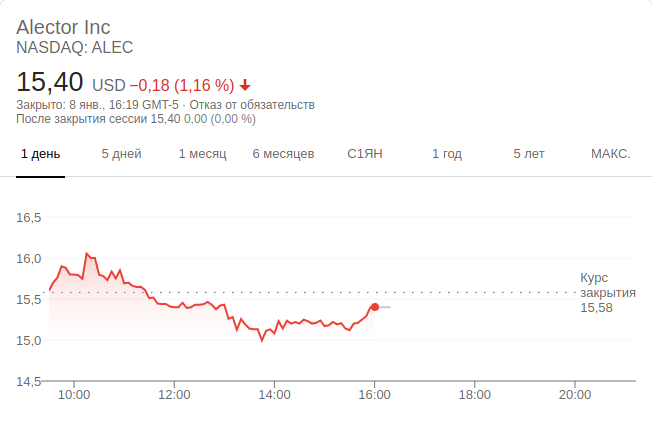 Alector Inc
NASDAQ: ALEC
15,40 USD −0,18 (1,16 %)
Закрыто: 8 янв., 16:19 GMT-5 · Отказ от обязательств
После закрытия сессии 15,40 0,00 (0,00 %)
1 день 5 дней 1 месяц 6 месяцев С1ЯН 1 год 5 лет МАКС.
16,5
16,0
15,5
15,0
14,5
Курс
закрытия
15,58
10:00 12:00 14:00 16:00 18:00 20:00